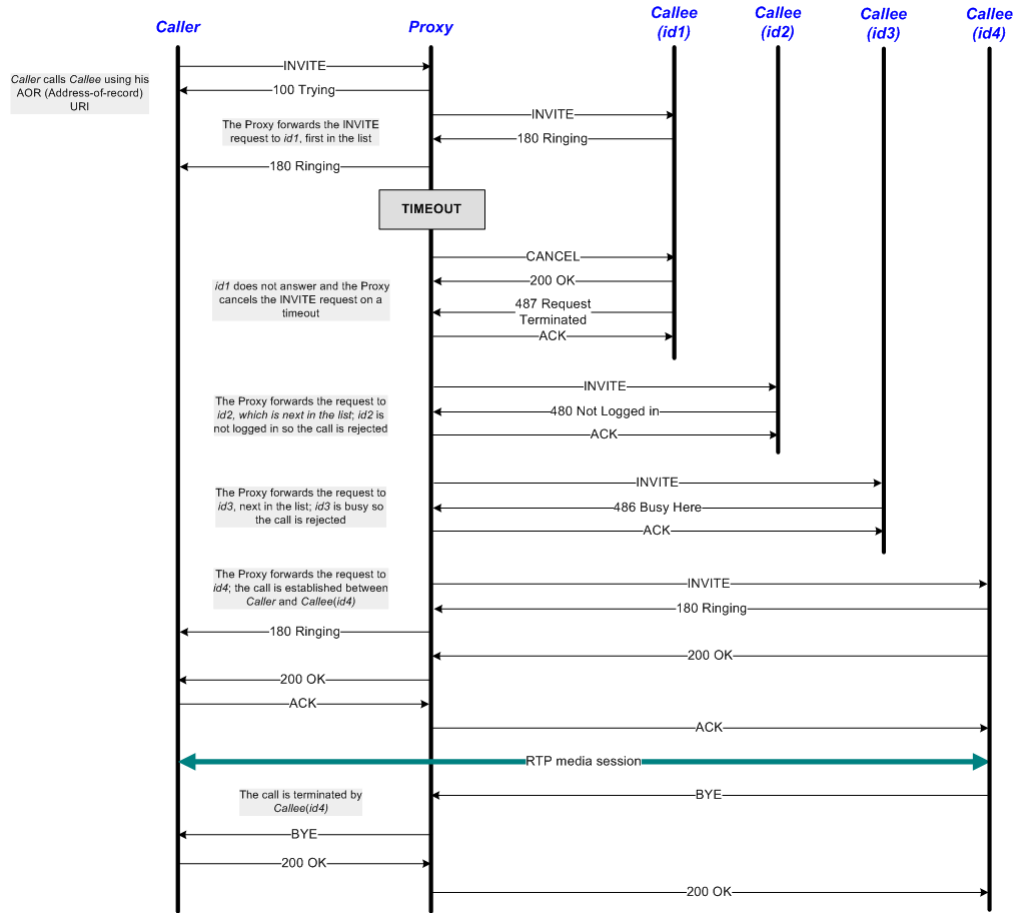 Caller
Proxy
Callee
(id1)
Callee
(id2)
Callee
(id3)
Callee
(id4)
INVITE
Caller calls Callee using his
AOR (Address-of-record)
URI
100 Trying
INVITE
The Proxy forwards the INVITE
request to id1, first in the list
180 Ringing
180 Ringing
TIMEOUT
CANCEL
200 OK
id1 does not answer and the Proxy
cancels the INVITE request on a
timeout
487 Request
Terminated
ACK
INVITE
The Proxy forwards the request to
id2, which is next in the list; id2 is
not logged in so the call is rejected
480 Not Logged in
ACK
INVITE
The Proxy forwards the request to
id3, next in the list; id3 is busy so
the call is rejected
486 Busy Here
ACK
The Proxy forwards the request to
id4; the call is established between
Caller and Callee(id4)
INVITE
180 Ringing
180 Ringing
200 OK
200 OK
ACK
ACK
RTP media session
The call is terminated by
Callee(id4)
BYE
BYE
200 OK
200 OK